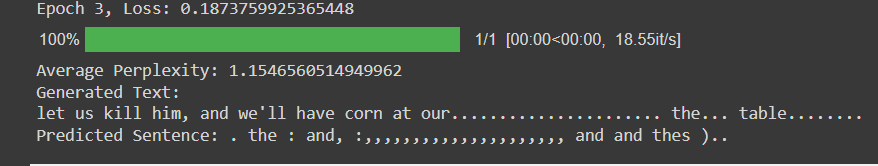 Epoch 3, Loss: 0.1873759925365448
100% 1/1 [00:00<00:00, 18.55it/s]
Average Perplexity: 1.1546560514949962
Generated Text:
let us kill him, and we'll have corn at our...................... the... table........
Predicted Sentence: . the : and, :,,,,,,,,,,,,,,,,,,,,, and and thes )..